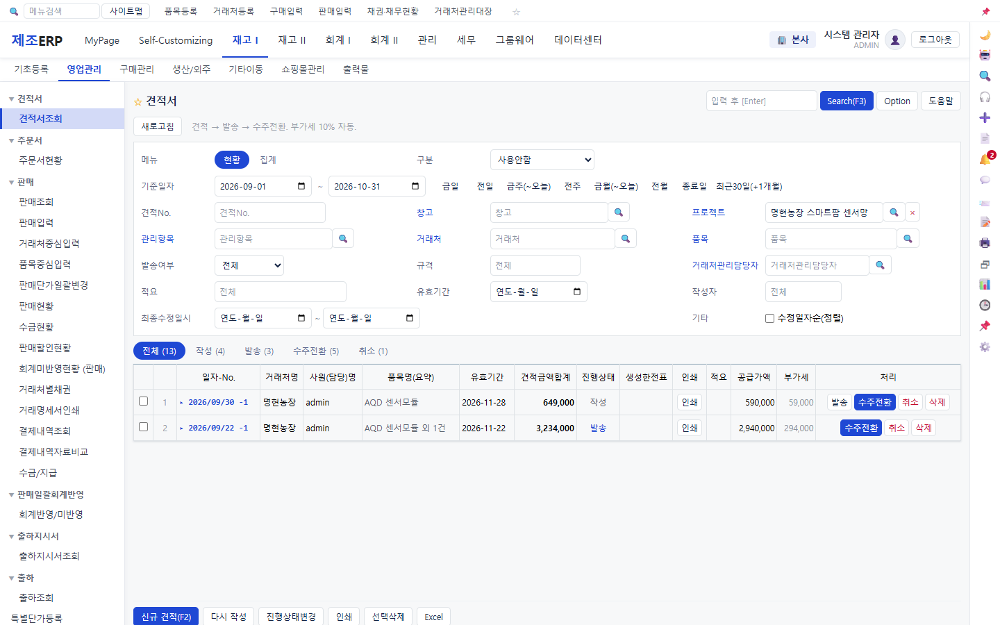 메뉴검색 사이트맵 품목등록 거래처등록 구매입력 판매입력 채권·채무현황 거래처관리대장 ☆
제조ERP MyPage Self-Customizing 재고 I 재고 II 회계 I 회계 II 관리 세무 그룹웨어 데이터센터 본사 시스템 관리자 ADMIN 로그아웃
기초등록 영업관리 구매관리 생산/외주 기타이동 쇼핑몰관리 출력물
2
▼ 견적서
견적서조회
▼ 주문서
주문서현황
▼ 판매
판매조회
판매입력
거래처중심입력
품목중심입력
판매단가일괄변경
판매현황
수금현황
판매할인현황
회계미반영현황 (판매)
거래처별채권
거래명세서인쇄
결제내역조회
결제내역자료비교
수금/지급
▼ 판매일괄회계반영
회계반영/미반영
▼ 출하지시서
출하지시서조회
▼ 출하
출하조회
특별단가등록
☆ 견적서 입력 후 [Enter] Search(F3) Option 도움말
새로고침 견적 → 발송 → 수주전환. 부가세 10% 자동.
메뉴 현황 집계 구분 사용안함
기준일자 2026-09-01 ~ 2026-10-31 금일 전일 금주(~오늘) 전주 금월(~오늘) 전월 종료일 최근30일(+1개월)
견적No. 견적No. 창고 창고 프로젝트 명현농장 스마트팜 센서망 ×
관리항목 관리항목 거래처 거래처 품목 품목
발송여부 전체 규격 전체 거래처관리담당자 거래처관리담당자
적요 전체 유효기간 연도-월-일 작성자 전체
최종수정일시 연도-월-일 ~ 연도-월-일 기타 수정일자순(정렬)
전체 (13) 작성 (4) 발송 (3) 수주전환 (5) 취소 (1)
일자-No. 거래처명 사원(담당)명 품목명(요약) 유효기간 견적금액합계 진행상태 생성한전표 인쇄 적요 공급가액 부가세 처리
1 ▸ 2026/09/30 -1 명현농장 admin AQD 센서모듈 2026-11-28 649,000 작성 인쇄 590,000 59,000 발송 수주전환 취소 삭제
2 ▸ 2026/09/22 -1 명현농장 admin AQD 센서모듈 외 1건 2026-11-22 3,234,000 발송 인쇄 2,940,000 294,000 수주전환 취소 삭제
신규 견적(F2) 다시 작성 진행상태변경 인쇄 선택삭제 Excel